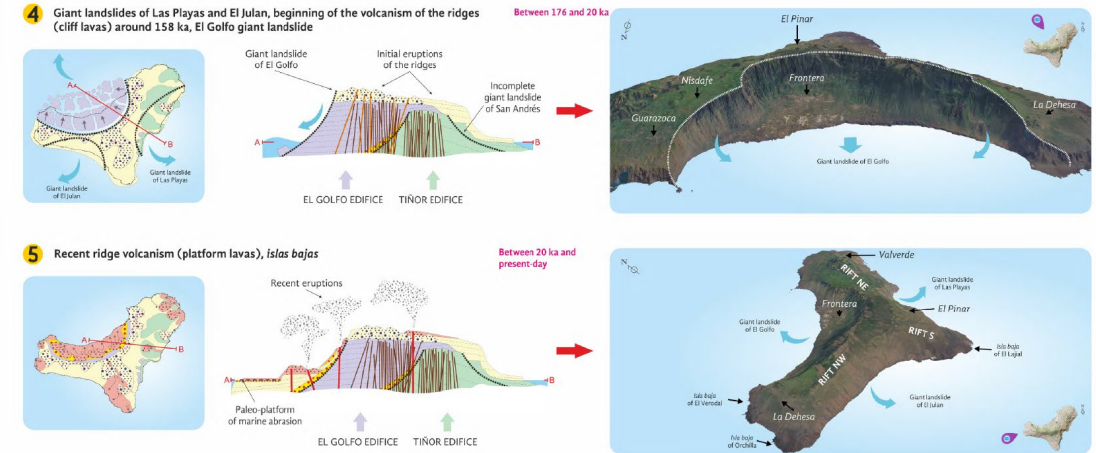 4
Giant landslides of Las Playas and El Julan, beginning of the volcanism of the ridges
(cliff lavas) around 158 ka, El Golfo giant landslide
Between 176 and 20 ka
A
B
Giant landslide
of El Julan
Giant landslide
of Las Playas
Giant landslide
of El Golfo
Initial eruptions
of the ridges
Incomplete
giant landslide
of San Andrés
A
B
EL GOLFO EDIFICE
TIÑOR EDIFICE
N
El Pinar
Nisdafe
Frontera
La Dehesa
Guarazoca
Giant landslide of El Golfo
5
Recent ridge volcanism (platform lavas), islas bajas
Between 20 ka and
present-day
A
B
Recent eruptions
A
B
Paleo-platform
of marine abrasion
EL GOLFO EDIFICE
TIÑOR EDIFICE
N
Valverde
RIFT NE
Giant landslide
of Las Playas
Frontera
El Pinar
Giant landslide
of El Golfo
RIFT S
Isla baja
of El Lajial
RIFT NW
Isla baja
of El Verodal
Giant landslide
of El Julan
La Dehesa
Isla baja
of Orchilla